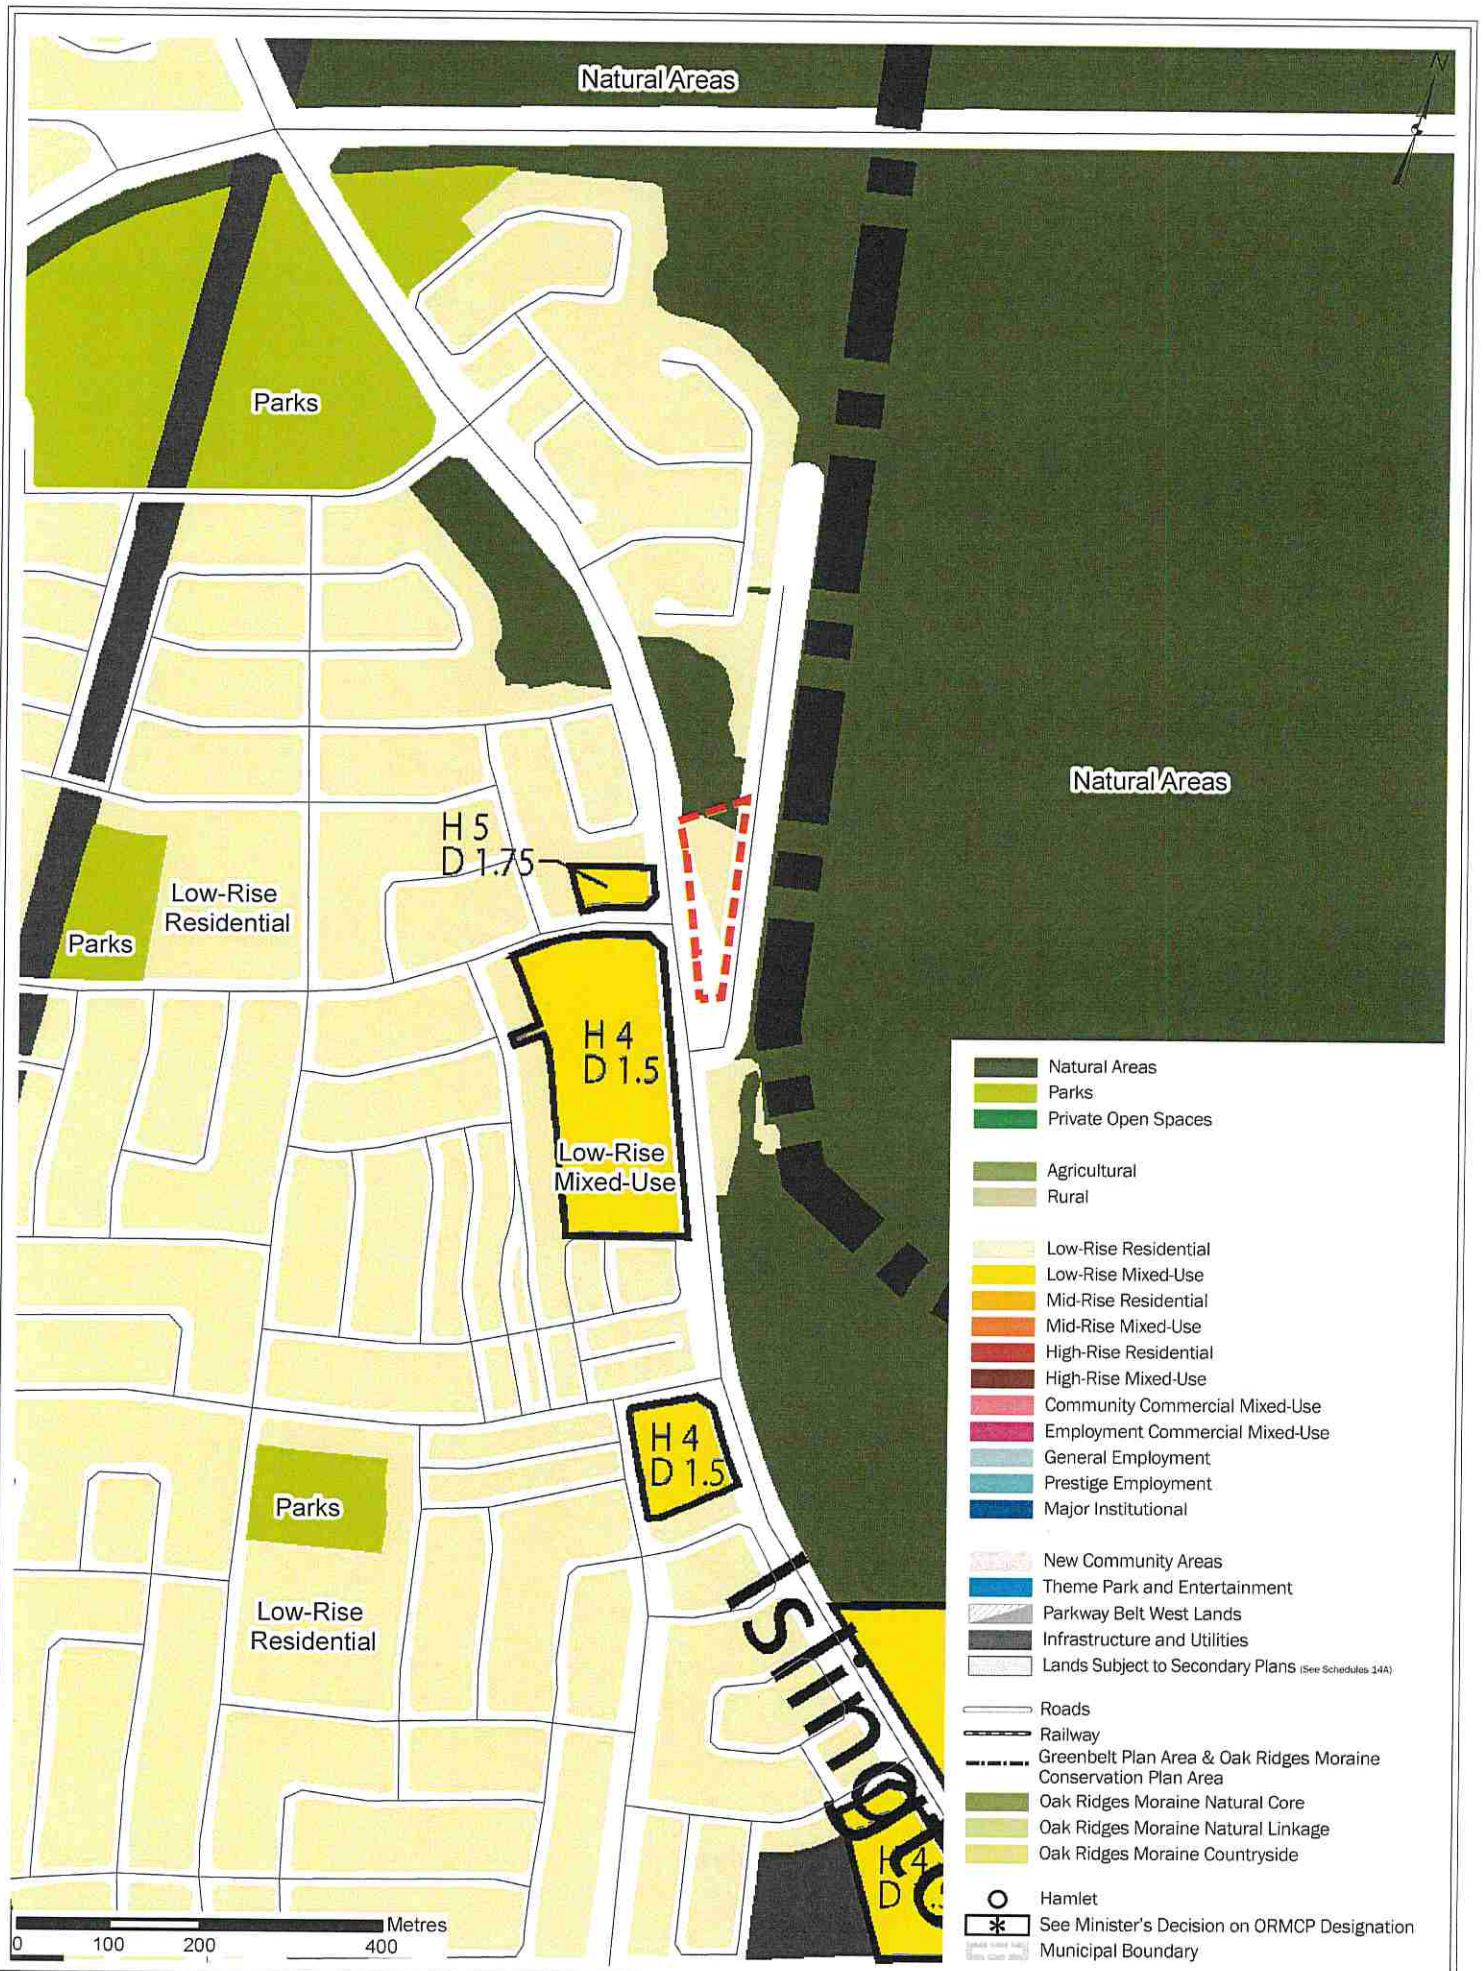 Natural Areas
N
Parks
Natural Areas
H 5
D 1.75
Low-Rise
Residential
Parks
H 4
D 1.5
Low-Rise
Mixed-Use
H 4
D 1.5
Parks
Low-Rise
Residential
Islingto
H 4
D
Metres
0 100 200 400
Natural Areas
Parks
Private Open Spaces
Agricultural
Rural
Low-Rise Residential
Low-Rise Mixed-Use
Mid-Rise Residential
Mid-Rise Mixed-Use
High-Rise Residential
High-Rise Mixed-Use
Community Commercial Mixed-Use
Employment Commercial Mixed-Use
General Employment
Prestige Employment
Major Institutional
New Community Areas
Theme Park and Entertainment
Parkway Belt West Lands
Infrastructure and Utilities
Lands Subject to Secondary Plans (See Schedules 14A)
Roads
Railway
Greenbelt Plan Area & Oak Ridges Moraine
Conservation Plan Area
Oak Ridges Moraine Natural Core
Oak Ridges Moraine Natural Linkage
Oak Ridges Moraine Countryside
Hamlet
* See Minister's Decision on ORMCP Designation
Municipal Boundary